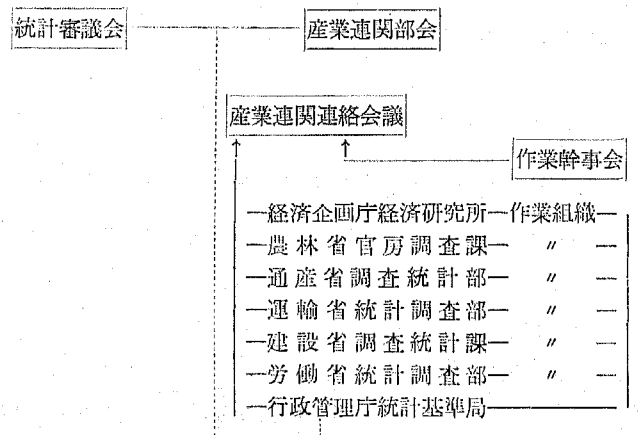 統計審議会 産業連関部会
産業連関連絡会議
作業幹事会
経済企画庁経済研究所 作業組織
農林省官房調査課 〃
通産省調査統計部 〃
運輸省統計調査部 〃
建設省調査統計課 〃
労働省統計調査部 〃
行政管理庁統計基準局